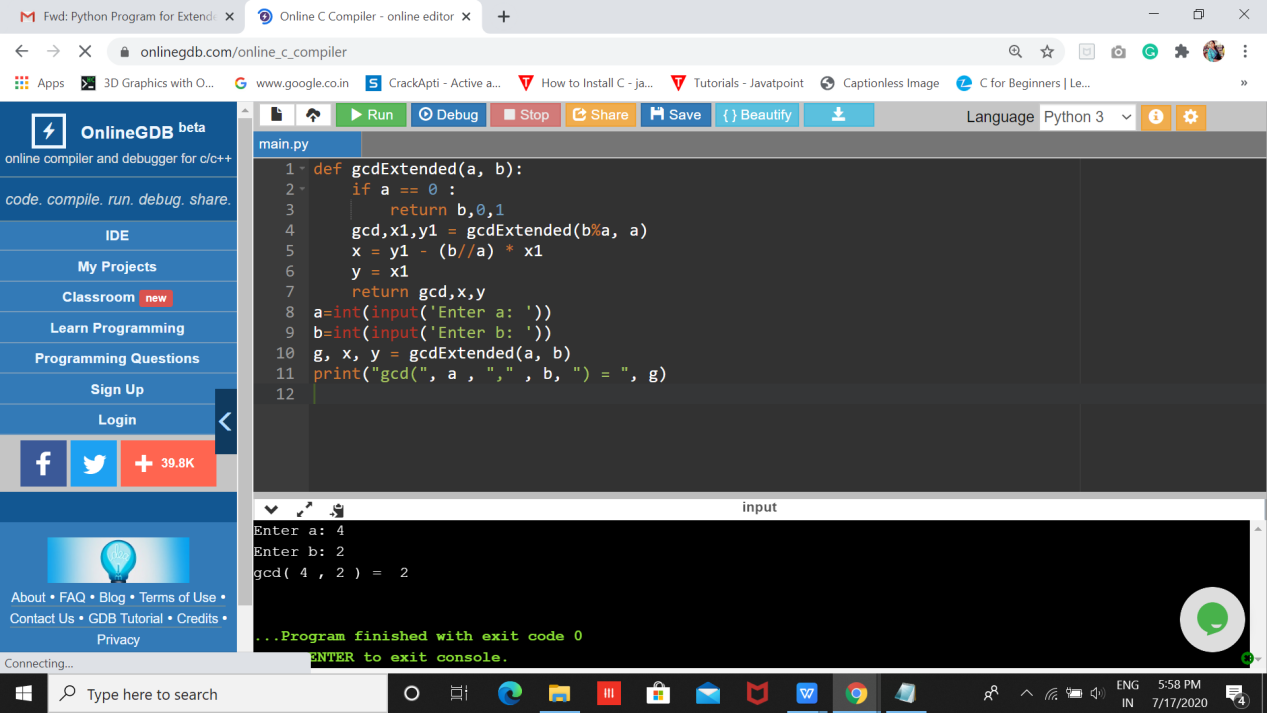 Fwd: Python Program for Extende
Online C Compiler - online editor
onlinegdb.com/online_c_compiler
Apps 3D Graphics with O... www.google.co.in CrackApti - Active a... How to Install C - ja... Tutorials - Javatpoint Captionless Image C for Beginners | Le... »
OnlineGDB beta
online compiler and debugger for c/c++
code. compile. run. debug. share.
IDE
My Projects
Classroom new
Learn Programming
Programming Questions
Sign Up
Login
39.8K
About • FAQ • Blog • Terms of Use •
Contact Us • GDB Tutorial • Credits •
Privacy
Run Debug Stop Share Save { } Beautify
Language Python 3
main.py
1 def gcdExtended(a, b):
2     if a == 0 :
3         return b,0,1
4     gcd,x1,y1 = gcdExtended(b%a, a)
5     x = y1 - (b//a) * x1
6     y = x1
7     return gcd,x,y
8 a=int(input('Enter a: '))
9 b=int(input('Enter b: '))
10 g, x, y = gcdExtended(a, b)
11 print("gcd(", a , "," , b, ") = ", g)
12
input
Enter a: 4
Enter b: 2
gcd( 4 , 2 ) =  2
...Program finished with exit code 0
ENTER to exit console.
Connecting...
Type here to search
ENG
IN
5:58 PM
7/17/2020
4